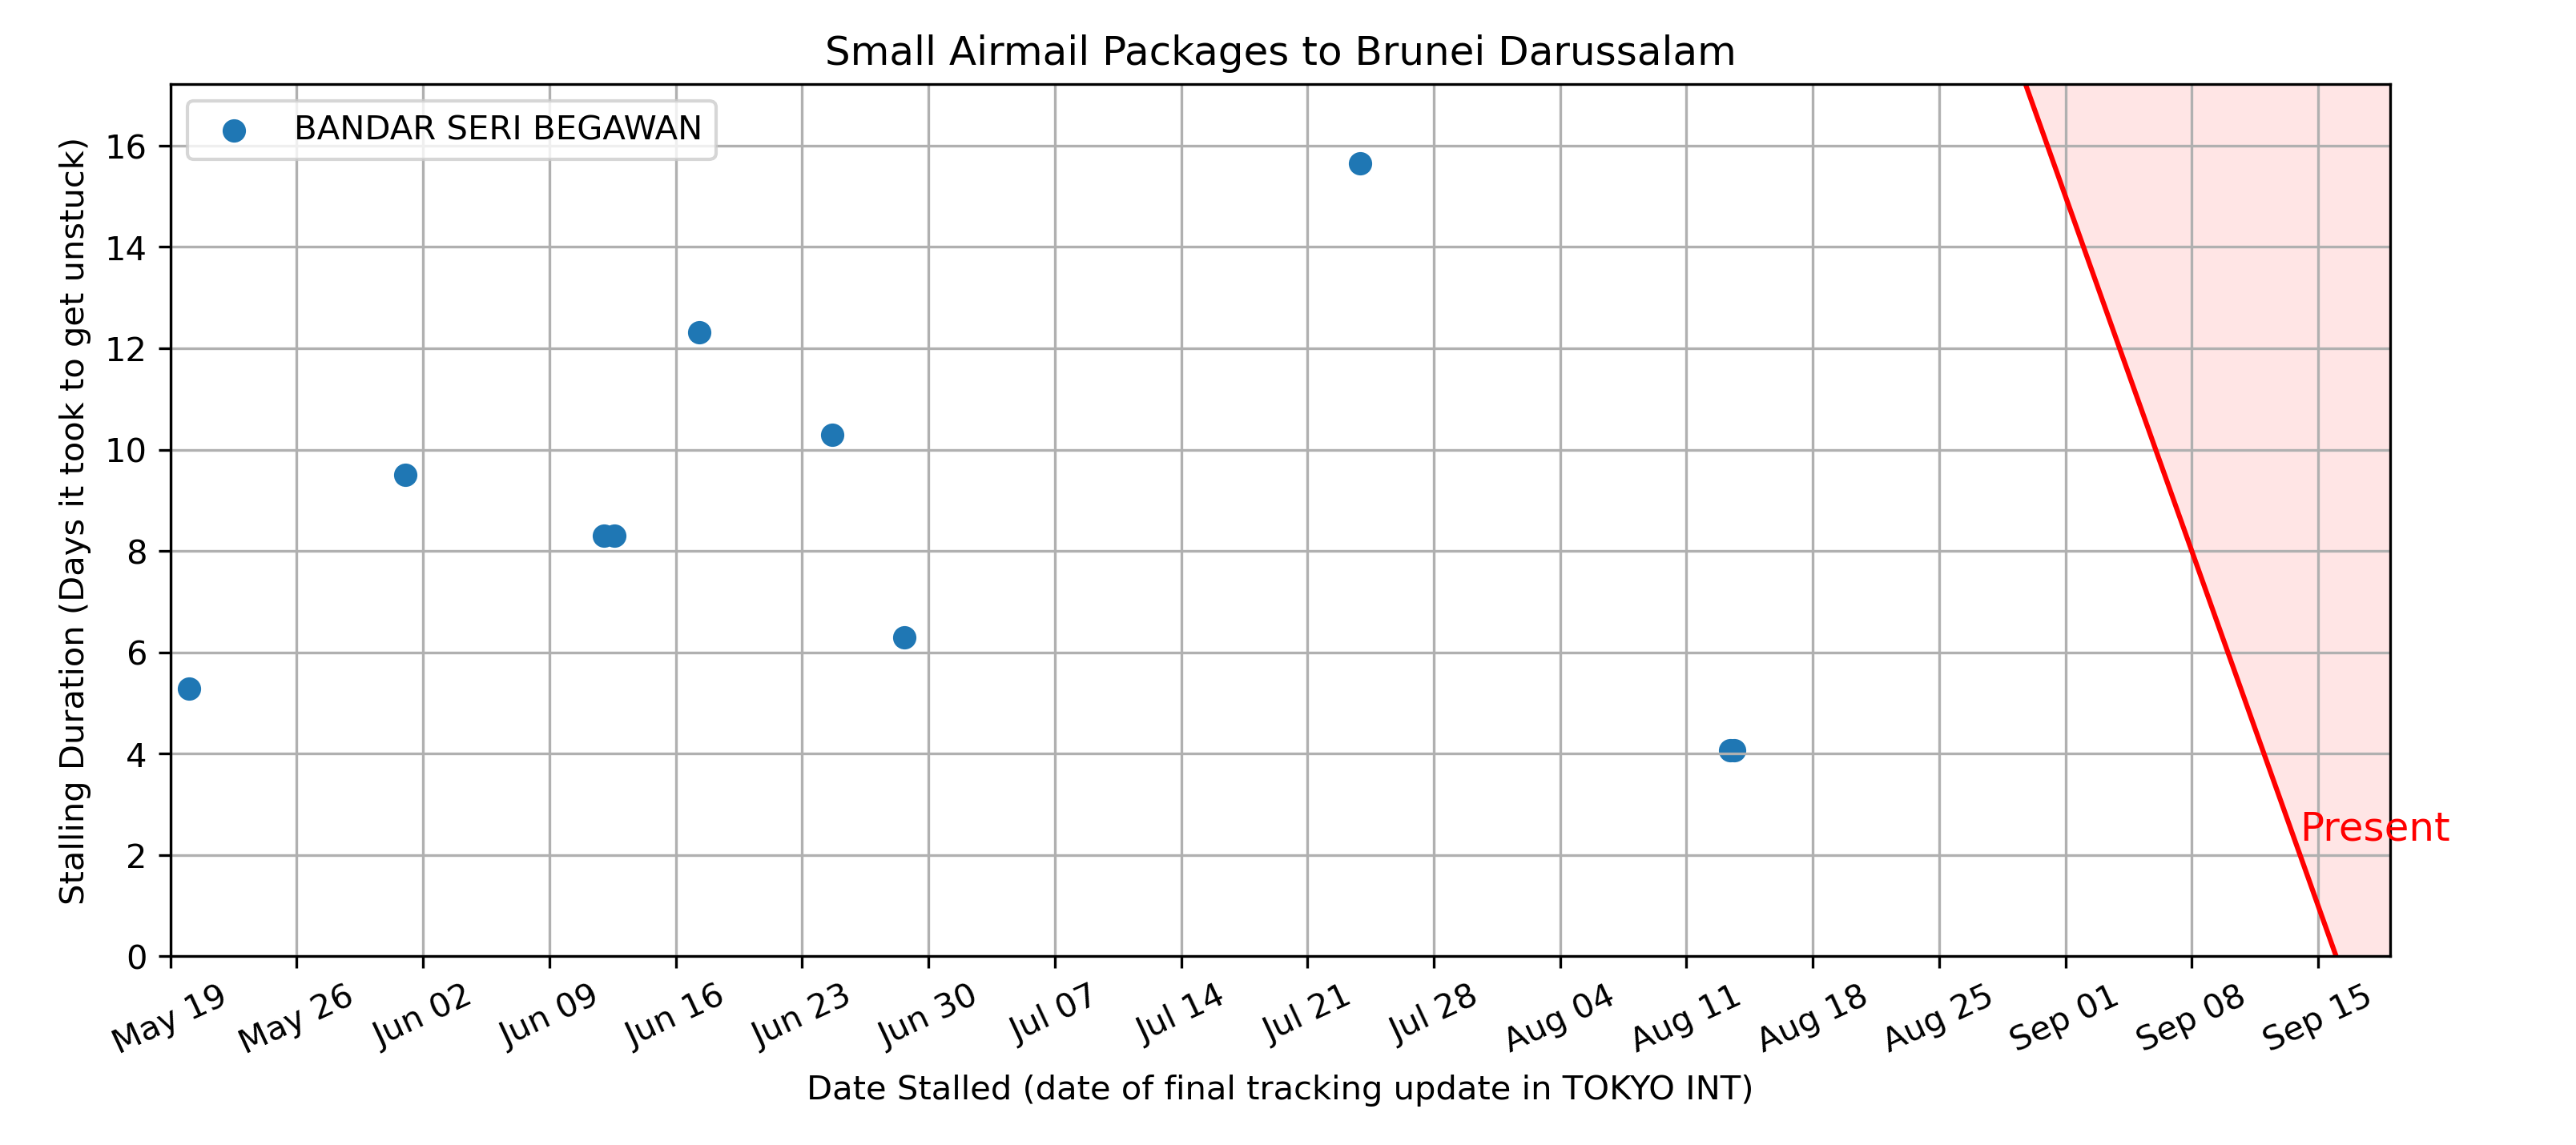 Small Airmail Packages to Brunei Darussalam
BANDAR SERI BEGAWAN
Stalling Duration (Days it took to get unstuck)
16
14
12
10
8
6
4
2
0
Present
May 19
May 26
Jun 02
Jun 09
Jun 16
Jun 23
Jun 30
Jul 07
Jul 14
Jul 21
Jul 28
Aug 04
Aug 11
Aug 18
Aug 25
Sep 01
Sep 08
Sep 15
Date Stalled (date of final tracking update in TOKYO INT)